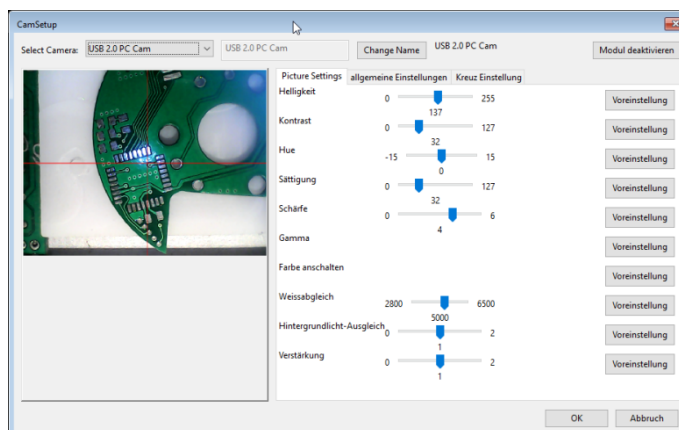 CamSetup
Select Camera: USB 2.0 PC Cam USB 2.0 PC Cam Change Name USB 2.0 PC Cam Modul deaktivieren
Picture Settings allgemeine Einstellungen Kreuz Einstellung
Helligkeit 0 255 Voreinstellung
137
Kontrast 0 127 Voreinstellung
32
Hue -15 15 Voreinstellung
0
Sättigung 0 127 Voreinstellung
32
Schärfe 0 6 Voreinstellung
4
Gamma Voreinstellung
Farbe anschalten Voreinstellung
Weissabgleich 2800 6500 Voreinstellung
5000
Hintergrundlicht-Ausgleich 0 2 Voreinstellung
1
Verstärkung 0 2 Voreinstellung
1
OK Abbruch